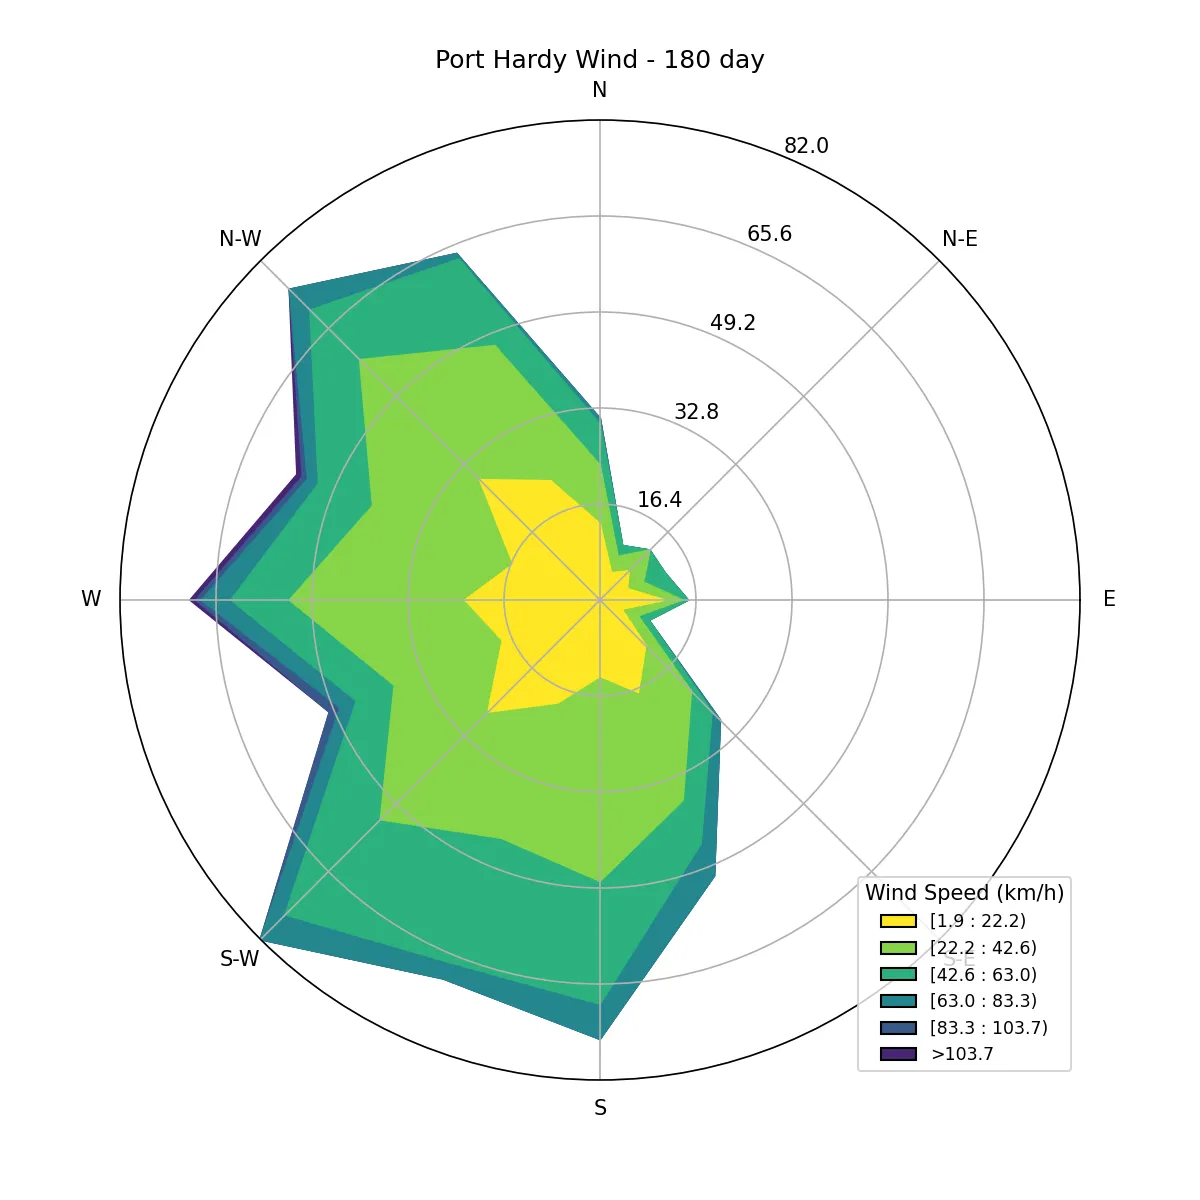 Port Hardy Wind - 180 day
N
82.0
N-W
65.6
N-E
49.2
32.8
16.4
W
E
Wind Speed (km/h)
[1.9 : 22.2)
[22.2 : 42.6)
S-W
S-E
[42.6 : 63.0)
[63.0 : 83.3)
[83.3 : 103.7)
>103.7
S